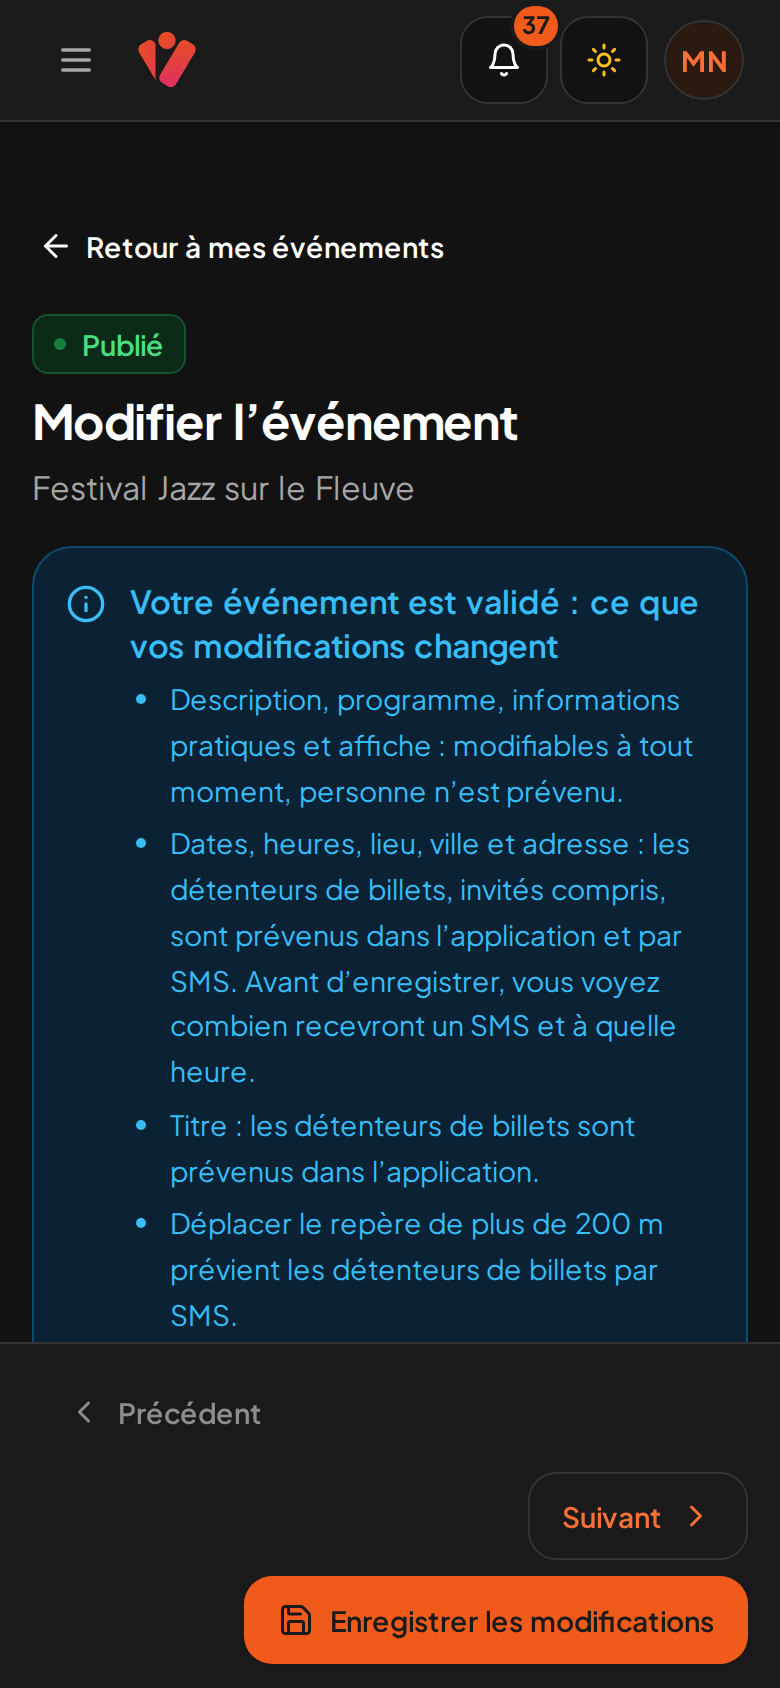 37
MN
Retour à mes événements
Publié
Modifier l’événement
Festival Jazz sur le Fleuve
Votre événement est validé : ce que
vos modifications changent
Description, programme, informations
pratiques et affiche : modifiables à tout
moment, personne n’est prévenu.
Dates, heures, lieu, ville et adresse : les
détenteurs de billets, invités compris,
sont prévenus dans l’application et par
SMS. Avant d’enregistrer, vous voyez
combien recevront un SMS et à quelle
heure.
Titre : les détenteurs de billets sont
prévenus dans l’application.
Déplacer le repère de plus de 200 m
prévient les détenteurs de billets par
SMS.
Précédent
Suivant
Enregistrer les modifications